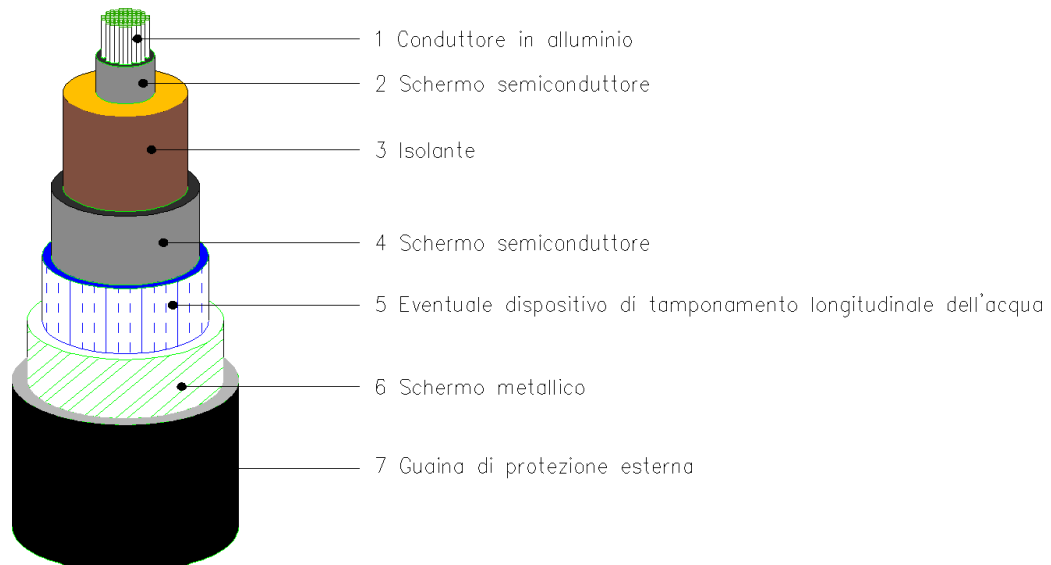 1 Conduttore in alluminio
2 Schermo semiconduttore
3 Isolante
4 Schermo semiconduttore
5 Eventuale dispositivo di tamponamento longitudinale dell'acqua
6 Schermo metallico
7 Guaina di protezione esterna